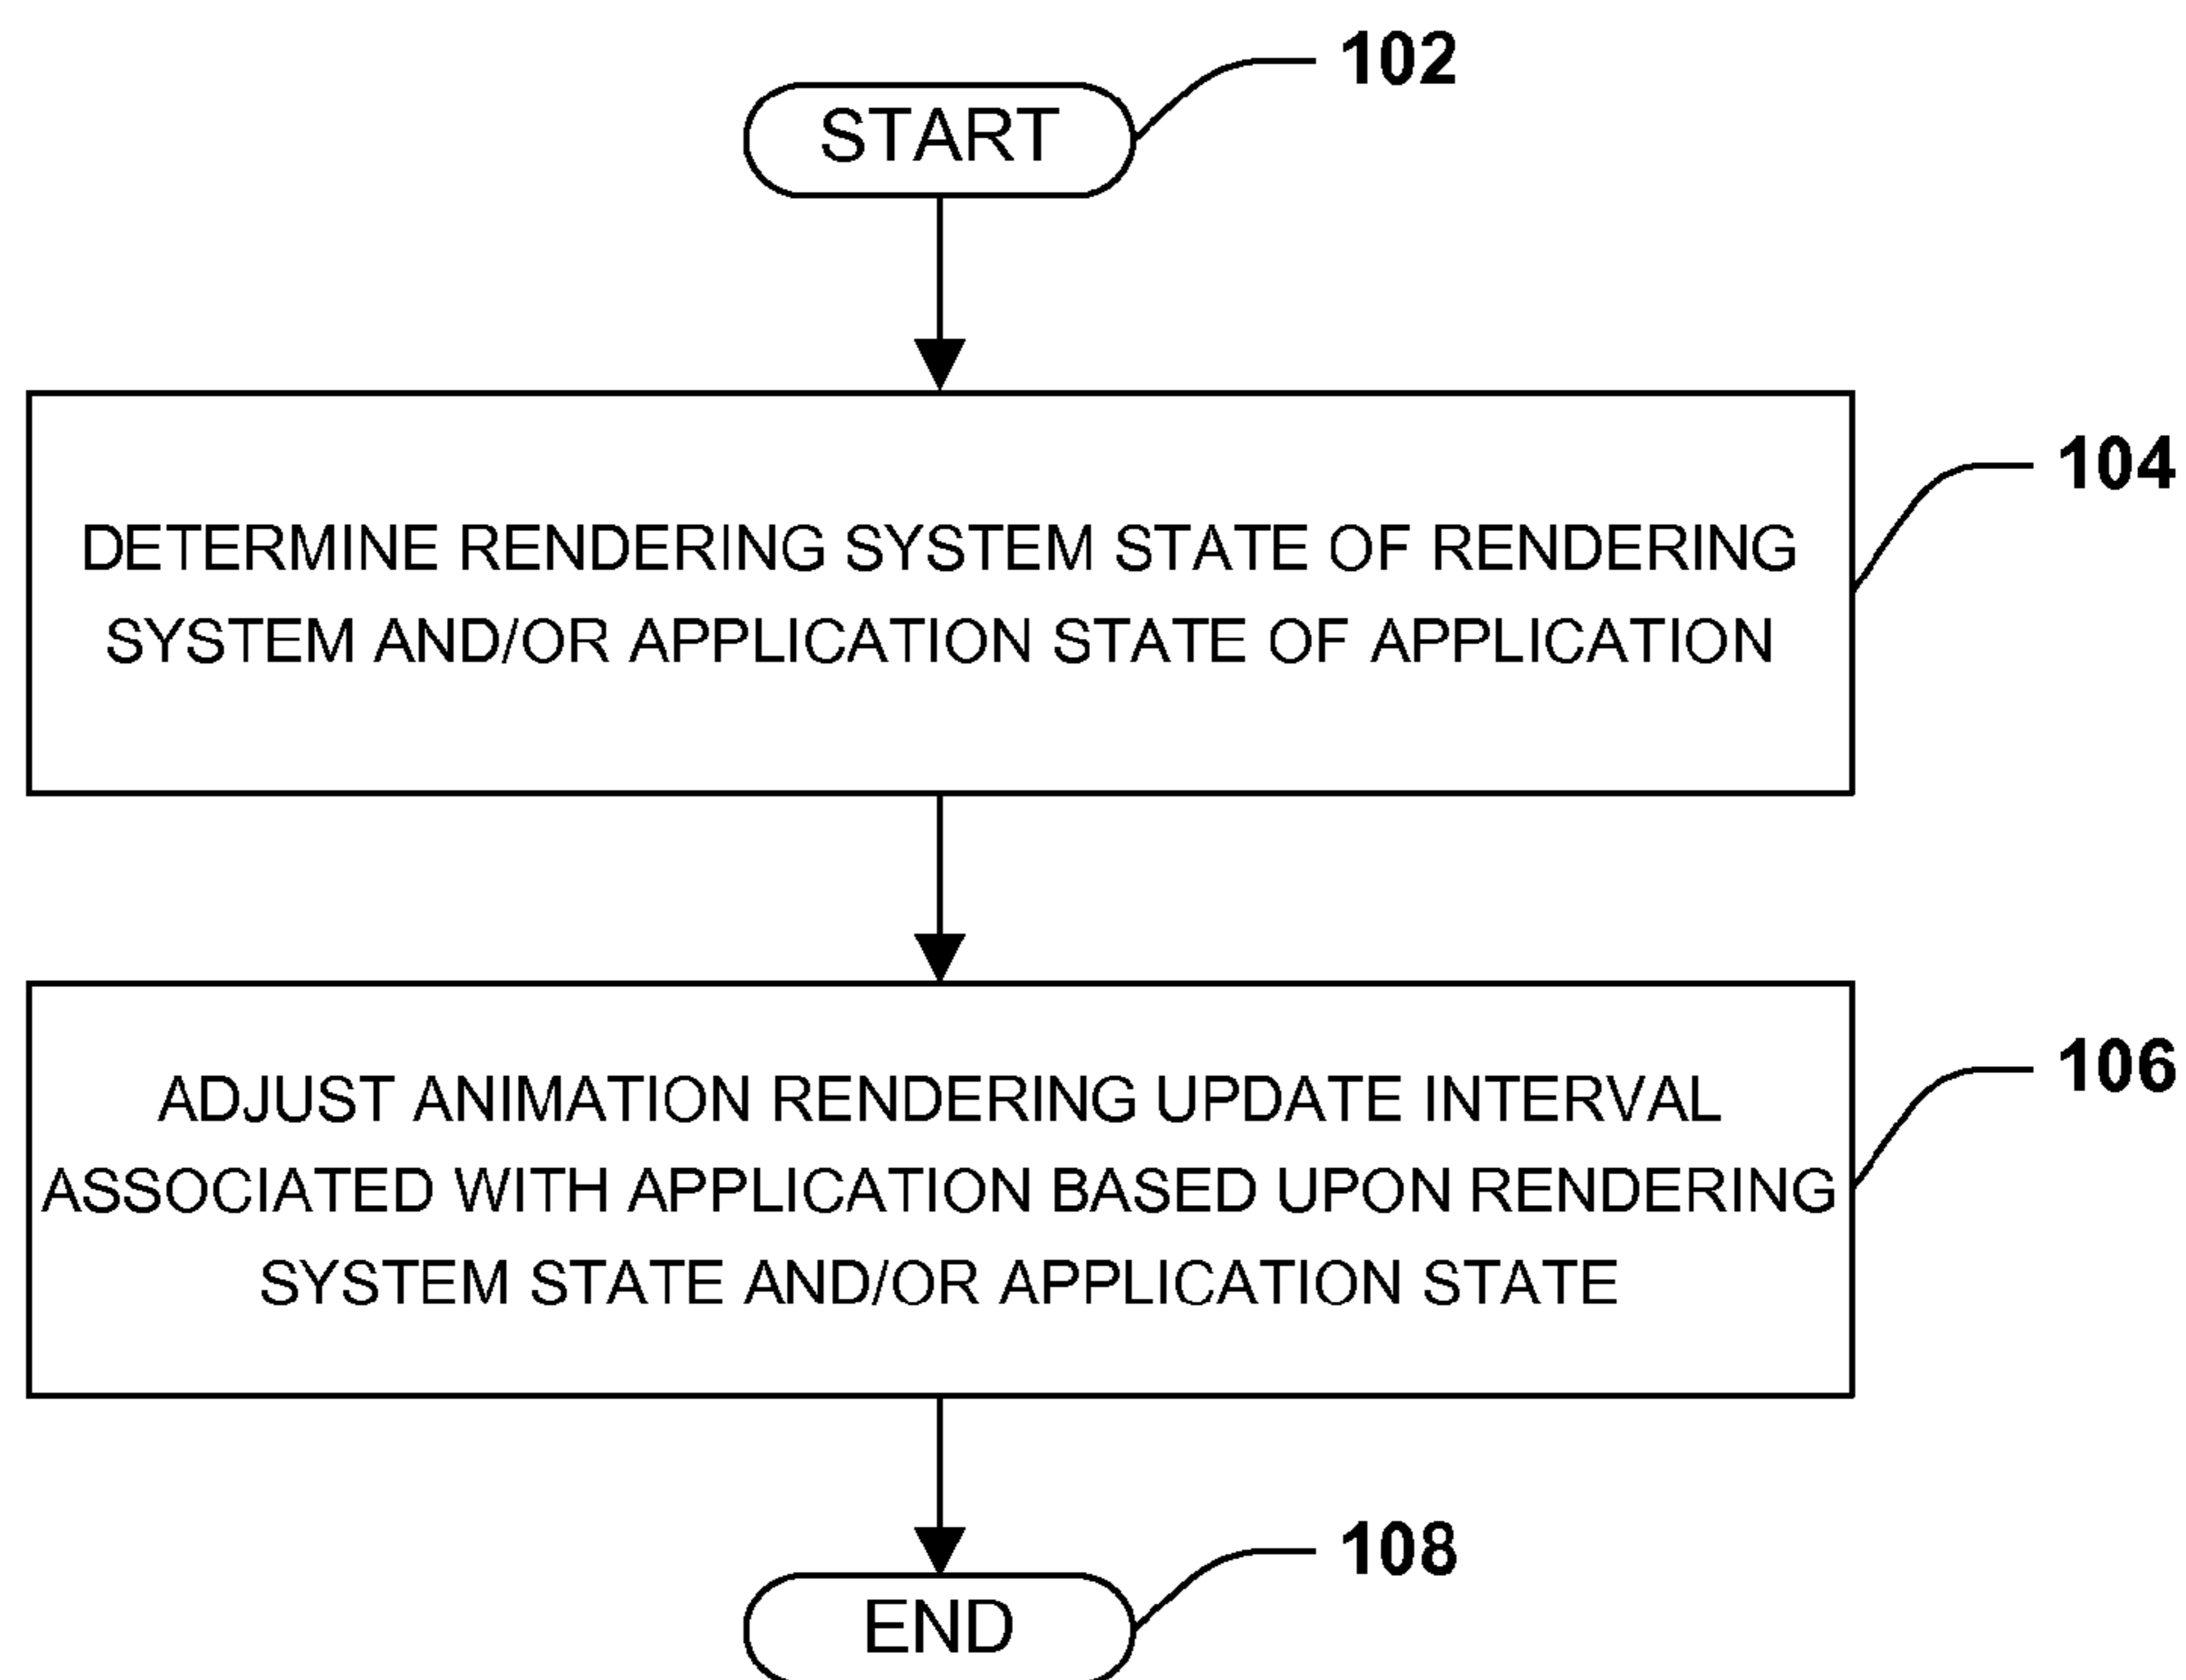 102
START
104
DETERMINE RENDERING SYSTEM STATE OF RENDERING
SYSTEM AND/OR APPLICATION STATE OF APPLICATION
106
ADJUST ANIMATION RENDERING UPDATE INTERVAL
ASSOCIATED WITH APPLICATION BASED UPON RENDERING
SYSTEM STATE AND/OR APPLICATION STATE
108
END